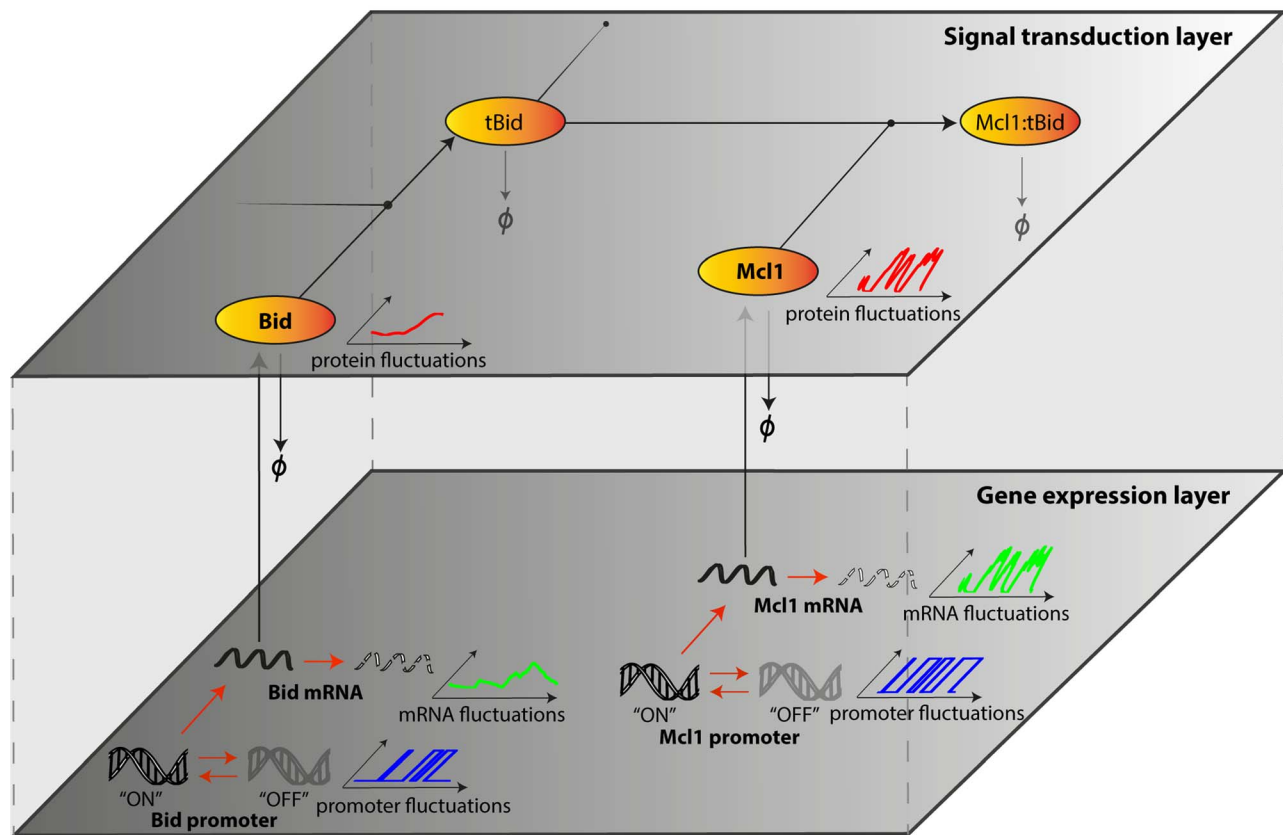 Signal transduction layer
tBid
Mcl1:tBid
ϕ
ϕ
Mcl1
protein fluctuations
Bid
protein fluctuations
ϕ
ϕ
Gene expression layer
Mcl1 mRNA
mRNA fluctuations
Bid mRNA
mRNA fluctuations
“ON”
“OFF”
promoter fluctuations
Mcl1 promoter
“ON”
“OFF”
promoter fluctuations
Bid promoter